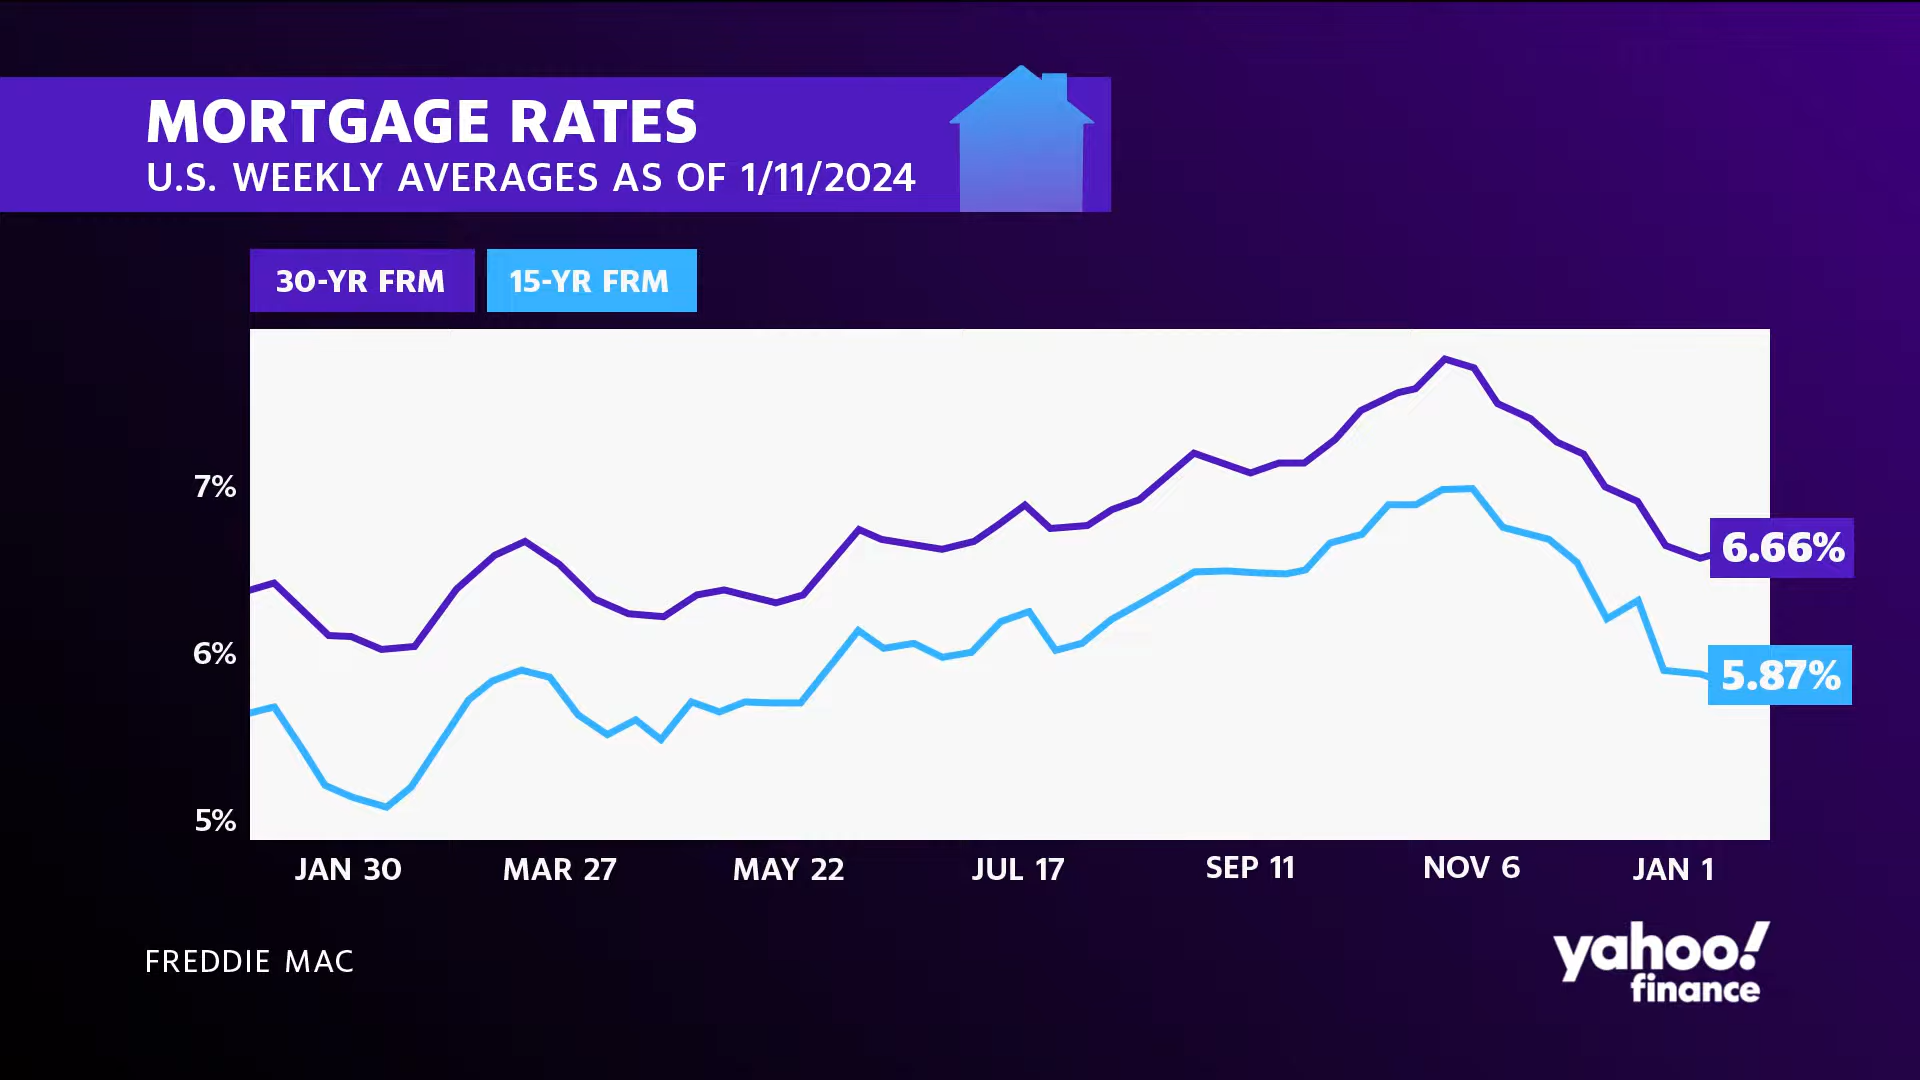 MORTGAGE RATES
U.S. WEEKLY AVERAGES AS OF 1/11/2024
30-YR FRM
15-YR FRM
7%
6%
5%
6.66%
5.87%
JAN 30
MAR 27
MAY 22
JUL 17
SEP 11
NOV 6
JAN 1
FREDDIE MAC
yahoo!
finance